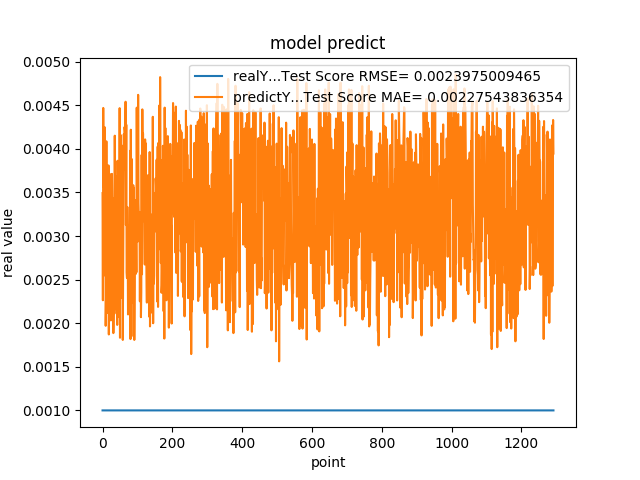 model predict
realY...Test Score RMSE= 0.0023975009465
predictY...Test Score MAE= 0.00227543836354
real value
0.0050
0.0045
0.0040
0.0035
0.0030
0.0025
0.0020
0.0015
0.0010
0 200 400 600 800 1000 1200
point